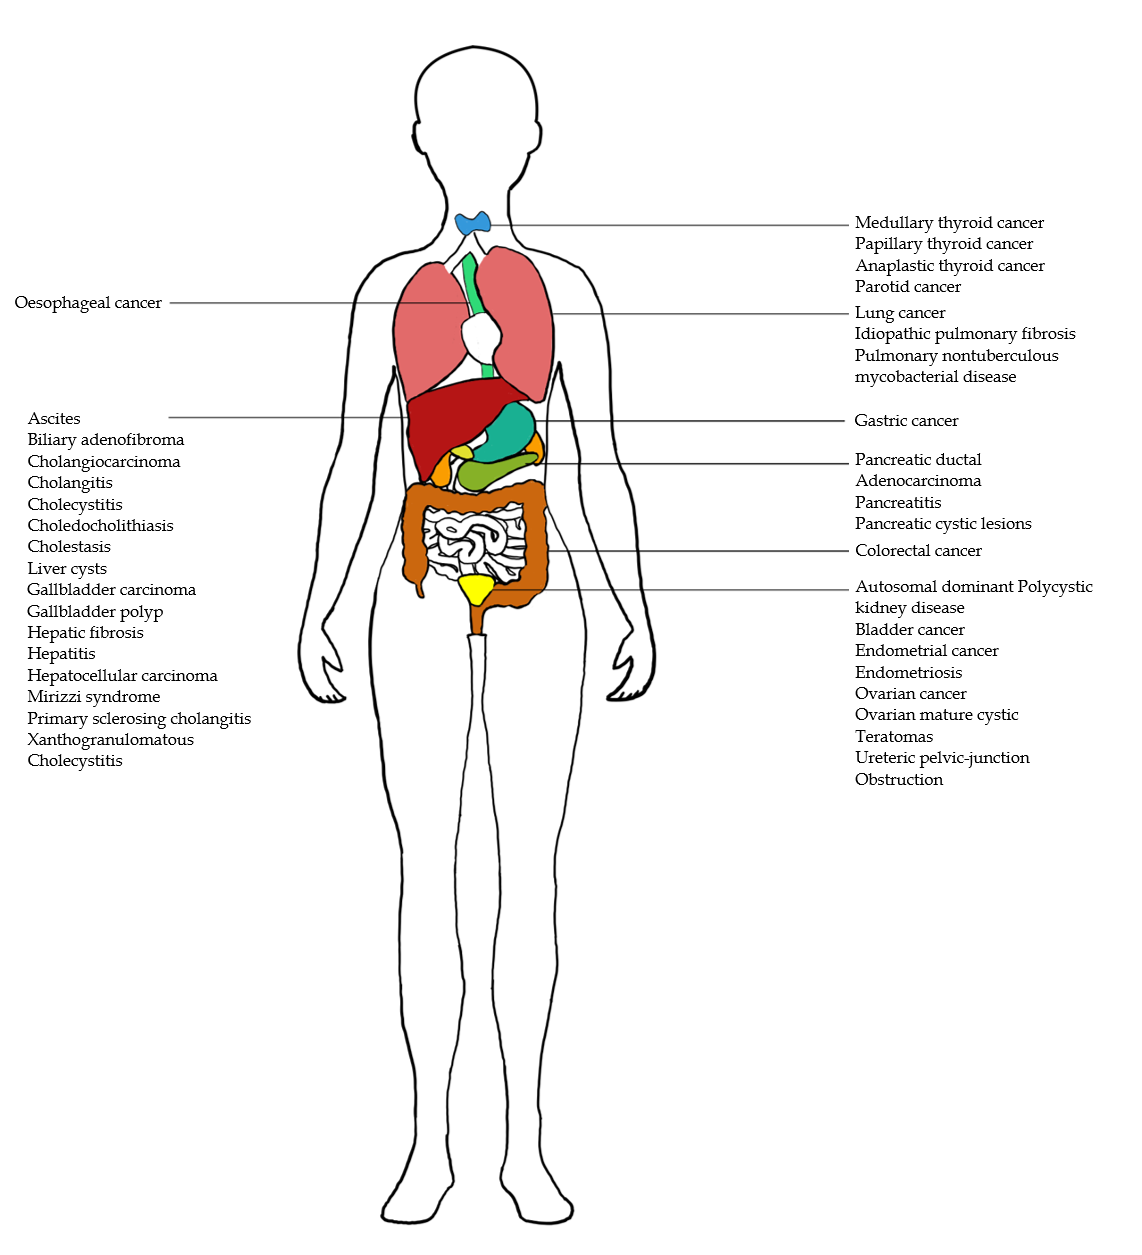 Oesophageal cancer
Ascites
Biliary adenofibroma
Cholangiocarcinoma
Cholangitis
Cholecystitis
Choledocholithiasis
Cholestasis
Liver cysts
Gallbladder carcinoma
Gallbladder polyp
Hepatic fibrosis
Hepatitis
Hepatocellular carcinoma
Mirizzi syndrome
Primary sclerosing cholangitis
Xanthogranulomatous
Cholecystitis
Medullary thyroid cancer
Papillary thyroid cancer
Anaplastic thyroid cancer
Parotid cancer
Lung cancer
Idiopathic pulmonary fibrosis
Pulmonary nontuberculous
mycobacterial disease
Gastric cancer
Pancreatic ductal
Adenocarcinoma
Pancreatitis
Pancreatic cystic lesions
Colorectal cancer
Autosomal dominant Polycystic
kidney disease
Bladder cancer
Endometrial cancer
Endometriosis
Ovarian cancer
Ovarian mature cystic
Teratomas
Ureteric pelvic-junction
Obstruction